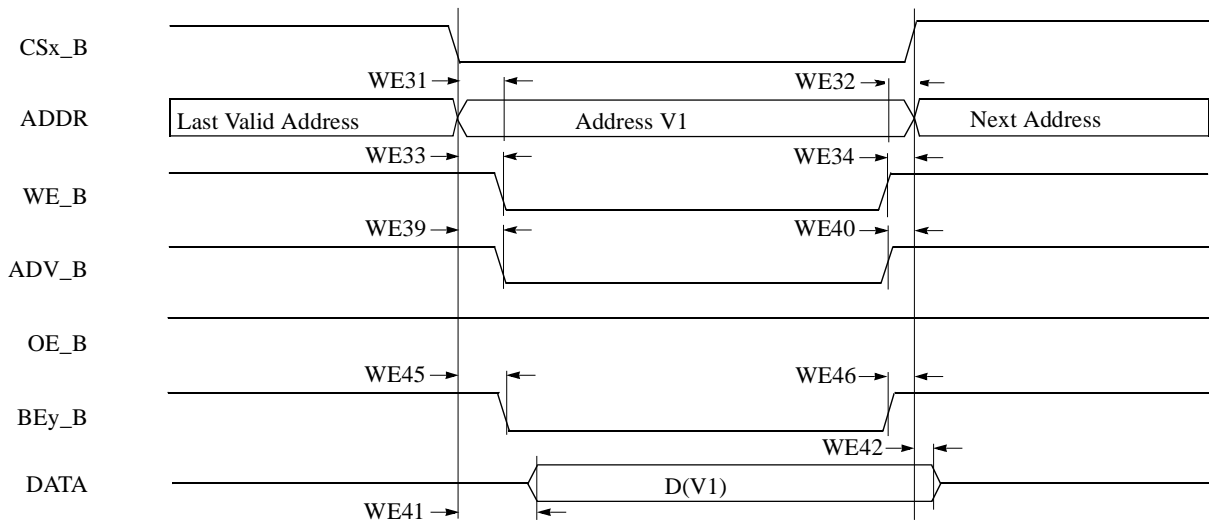 CSx_B
WE31
WE32
ADDR
Last Valid Address
Address V1
Next Address
WE33
WE34
WE_B
WE39
WE40
ADV_B
OE_B
WE45
WE46
BEy_B
WE42
DATA
D(V1)
WE41